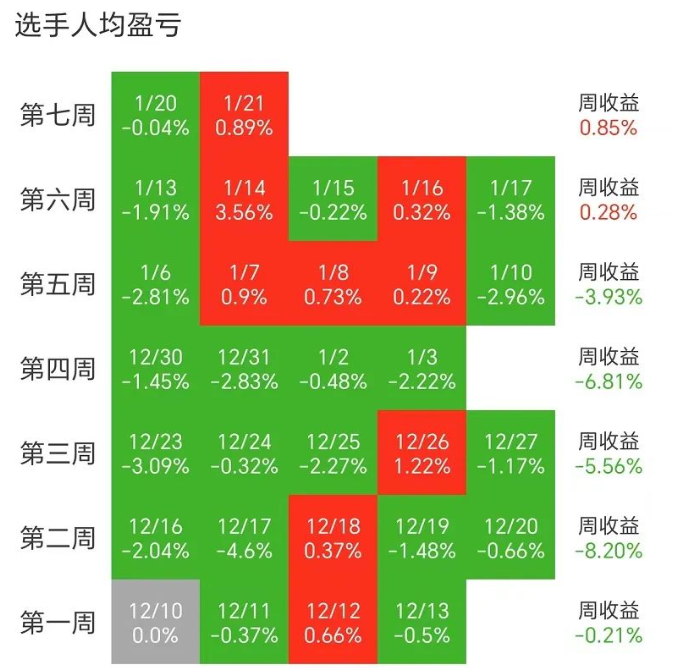 选手人均盈亏
第七周 1/20 1/21 周收益
-0.04% 0.89% 0.85%
第六周 1/13 1/14 1/15 1/16 1/17 周收益
-1.91% 3.56% -0.22% 0.32% -1.38% 0.28%
第五周 1/6 1/7 1/8 1/9 1/10 周收益
-2.81% 0.9% 0.73% 0.22% -2.96% -3.93%
第四周 12/30 12/31 1/2 1/3 周收益
-1.45% -2.83% -0.48% -2.22% -6.81%
第三周 12/23 12/24 12/25 12/26 12/27 周收益
-3.09% -0.32% -2.27% 1.22% -1.17% -5.56%
第二周 12/16 12/17 12/18 12/19 12/20 周收益
-2.04% -4.6% 0.37% -1.48% -0.66% -8.20%
第一周 12/10 12/11 12/12 12/13 周收益
0.0% -0.37% 0.66% -0.5% -0.21%